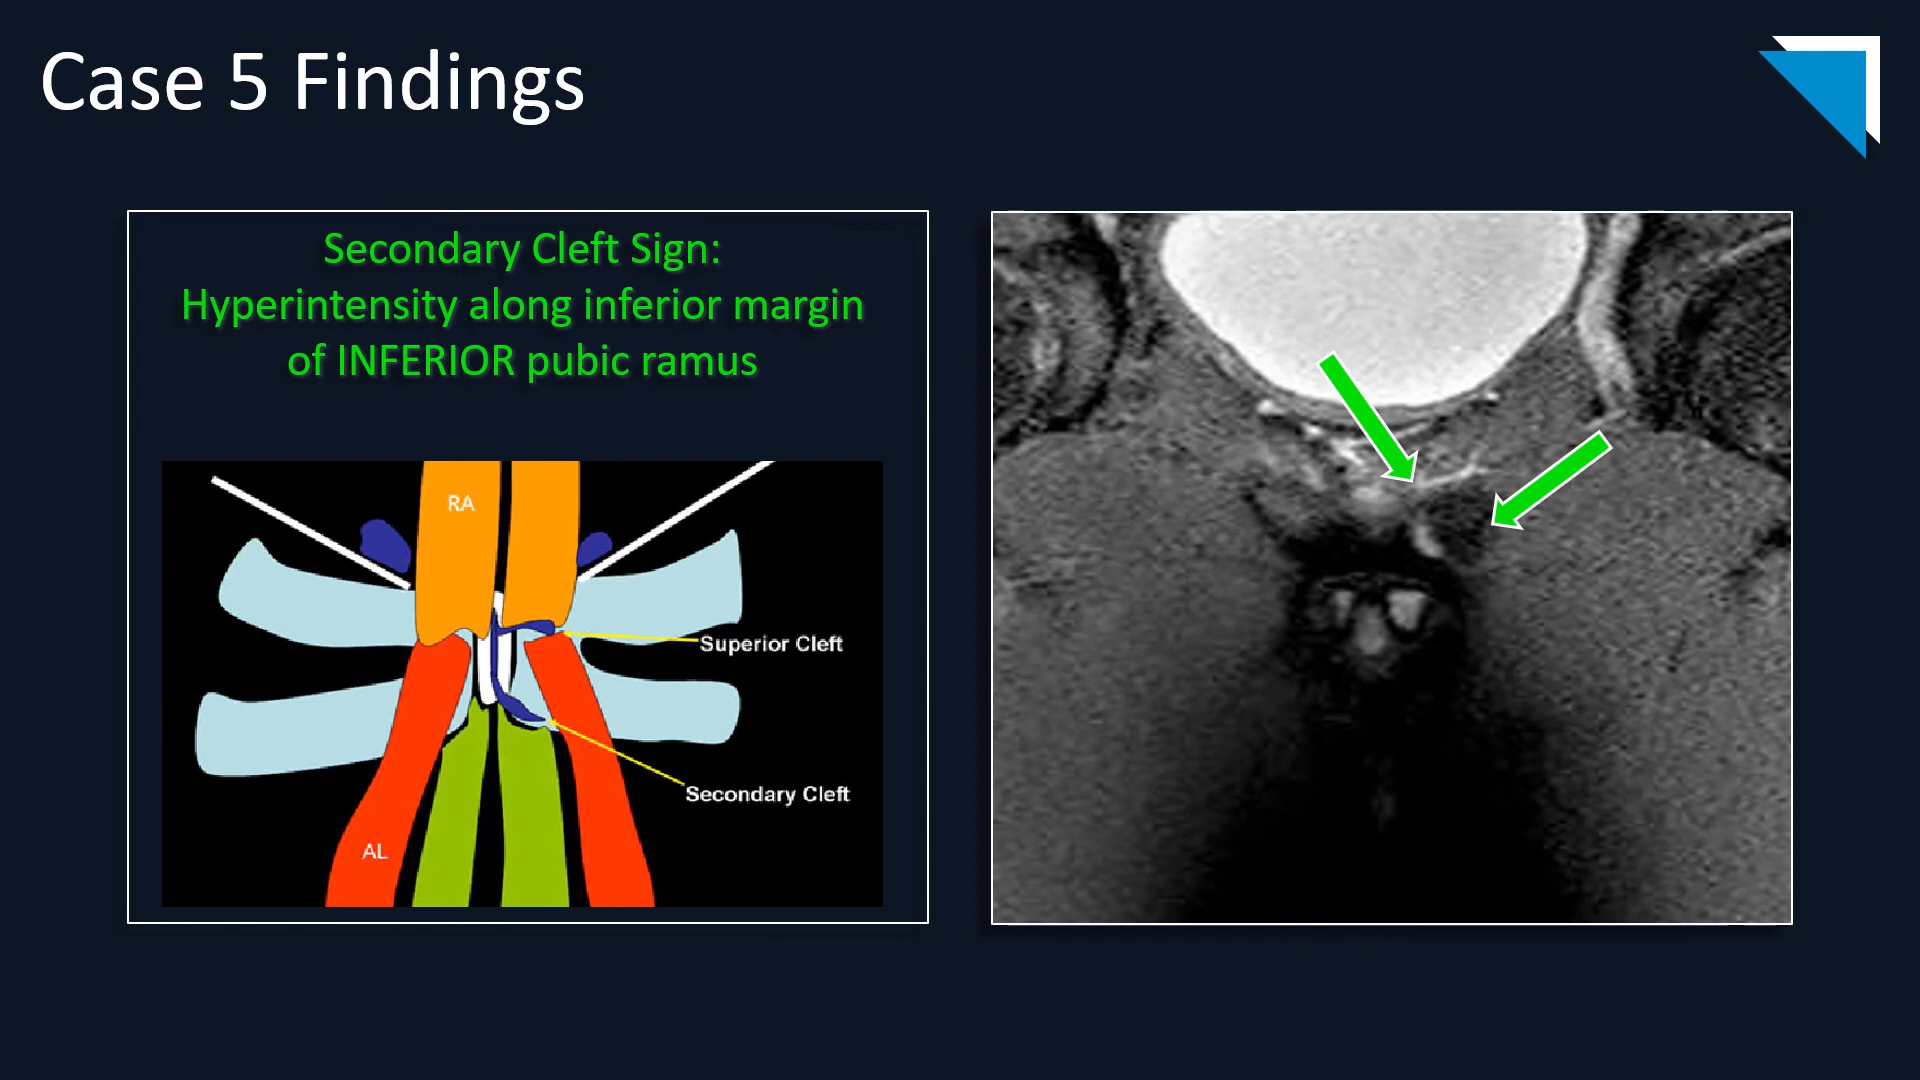 Case 5 Findings
Secondary Cleft Sign:
Hyperintensity along inferior margin
of INFERIOR pubic ramus
RA
Superior Cleft
Secondary Cleft
AL